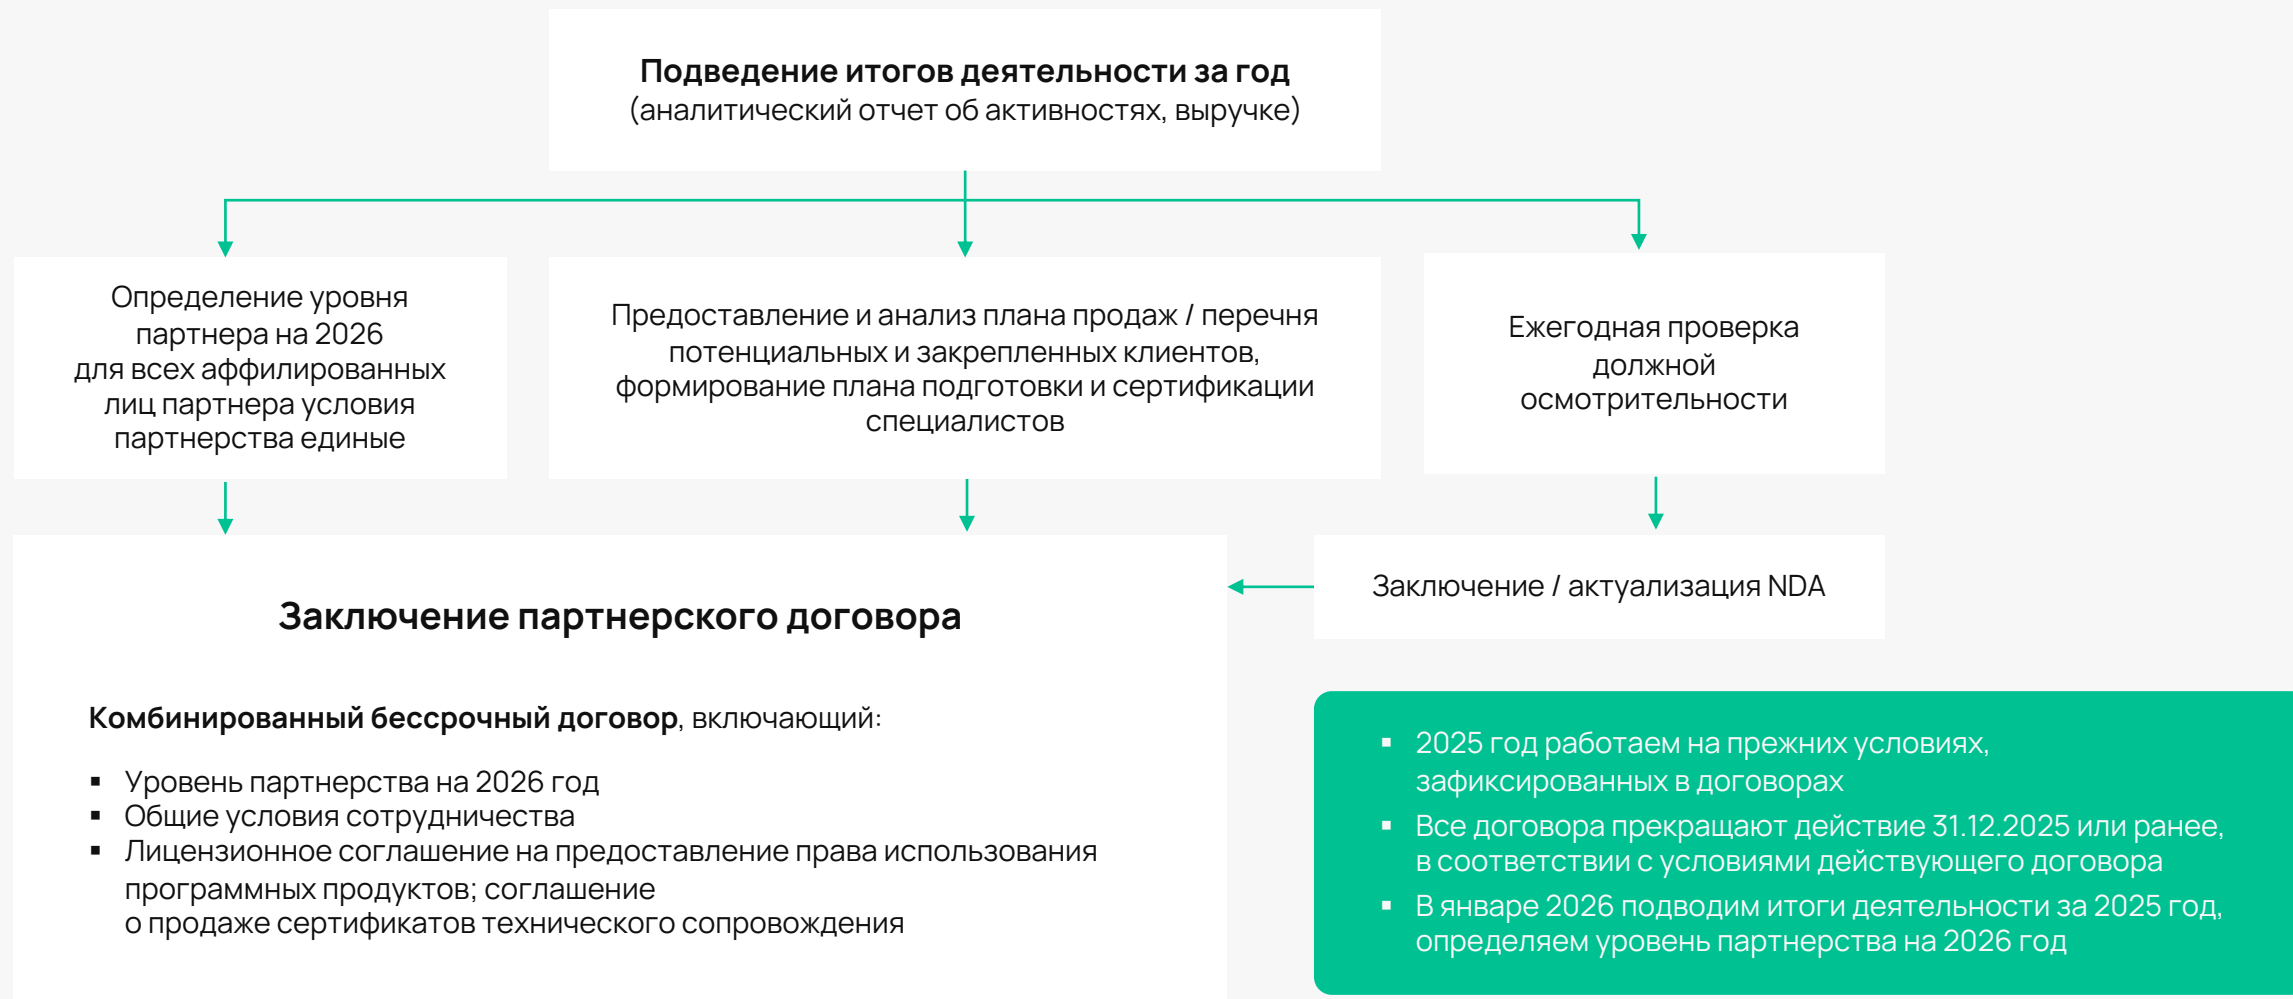 Подведение итогов деятельности за год
(аналитический отчет об активностях, выручке)
Определение уровня
партнера на 2026
для всех аффилированных
лиц партнера условия
партнерства единые
Предоставление и анализ плана продаж / перечня
потенциальных и закрепленных клиентов,
формирование плана подготовки и сертификации
специалистов
Ежегодная проверка
должной
осмотрительности
Заключение / актуализация NDA
Заключение партнерского договора
Комбинированный бессрочный договор, включающий:
▪ Уровень партнерства на 2026 год
▪ Общие условия сотрудничества
▪ Лицензионное соглашение на предоставление права использования
программных продуктов; соглашение
о продаже сертификатов технического сопровождения
▪ 2025 год работаем на прежних условиях,
зафиксированных в договорах
▪ Все договора прекращают действие 31.12.2025 или ранее,
в соответствии с условиями действующего договора
▪ В январе 2026 подводим итоги деятельности за 2025 год,
определяем уровень партнерства на 2026 год